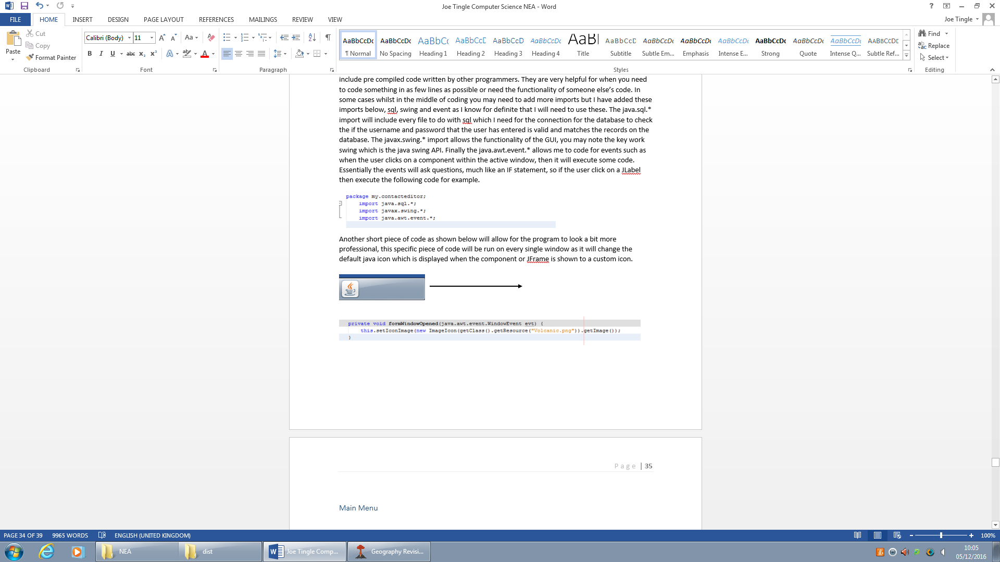 Joe Tingle Computer Science NEA - Word
FILE HOME INSERT DESIGN PAGE LAYOUT REFERENCES MAILINGS REVIEW VIEW
Joe Tingle
Paste
Cut
Copy
Format Painter
Clipboard
Calibri (Body) 11
Font
Paragraph
AaBbCcDc AaBbCcDc AaBbCc AaBbCcD AaBbCcD AaBbCcDc AaBl AaBbCcD AaBbCcDc AaBbCcDc AaBbCcDc AaBbCcDc AaBbCcDc AaBbCcDc AABBCCDE
¶ Normal No Spacing Heading 1 Heading 2 Heading 3 Heading 4 Title Subtitle Subtle Em... Emphasis Intense E... Strong Quote Intense Q... Subtle Ref...
Styles
Find
Replace
Select
Editing
include pre compiled code written by other programmers. They are very helpful for when you need
to code something in as few lines as possible or need the functionality of someone else’s code. In
some cases whilst in the middle of coding you may need to add more imports but I have added these
imports below, sql, swing and event as I know for definite that I will need to use these. The java.sql.*
import will include every file to do with sql which I need for the connection for the database to check
the if the username and password that the user has entered is valid and matches the records on the
database. The javax.swing.* import allows the functionality of the GUI, you may note the key work
swing which is the java swing API. Finally the java.awt.event.* allows me to code for events such as
when the user clicks on a component within the active window, then it will execute some code.
Essentially the events will ask questions, much like an IF statement, so if the user click on a JLabel
then execute the following code for example.
package my.contacteditor;
import java.sql.*;
import javax.swing.*;
import java.awt.event.*;
Another short piece of code as shown below will allow for the program to look a bit more
professional, this specific piece of code will be run on every single window as it will change the
default java icon which is displayed when the component or JFrame is shown to a custom icon.
private void formWindowOpened(java.awt.event.WindowEvent evt) {
this.setIconImage(new ImageIcon(getClass().getResource("Volcanic.png")).getImage());
}
Page | 35
Main Menu
PAGE 34 OF 39 9965 WORDS ENGLISH (UNITED KINGDOM) 100%
NEA dist Joe Tingle Comp... Geography Revisi...
10:05
05/12/2016